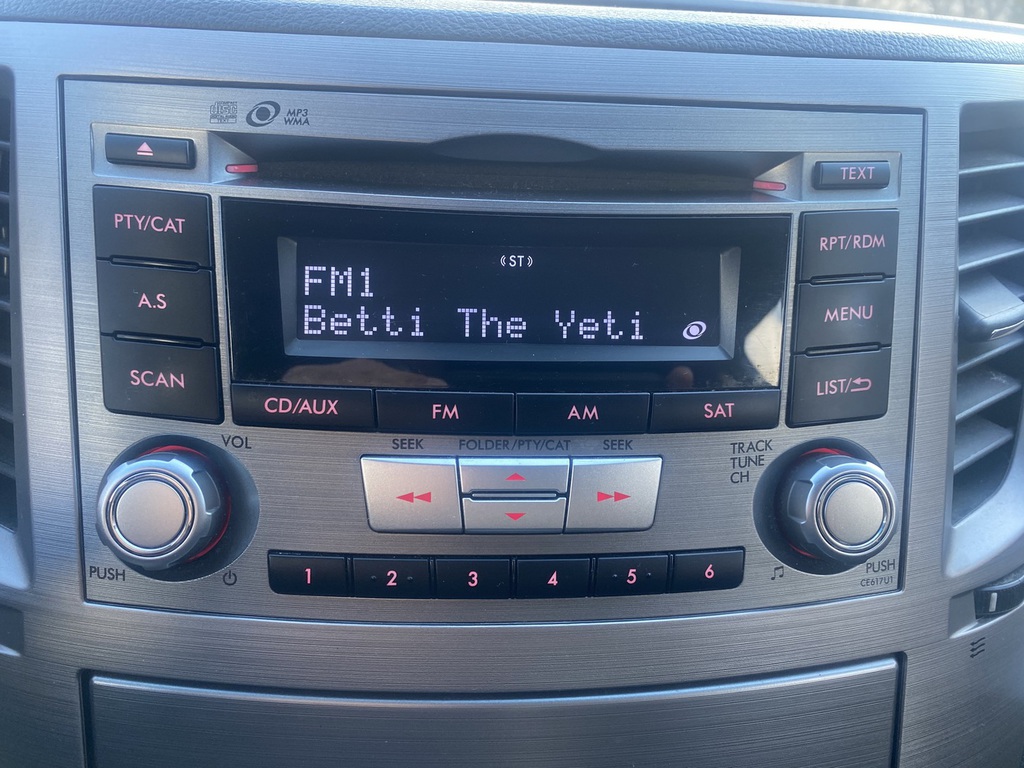 MP3
WMA
TEXT
PTY/CAT
A.S
SCAN
(ST)
FM1
Betti The Yeti
RPT/RDM
MENU
LIST/
CD/AUX
FM
AM
SAT
VOL
SEEK
FOLDER/PTY/CAT
SEEK
TRACK
TUNE
CH
PUSH
1
2
3
4
5
6
PUSH
CE617U1